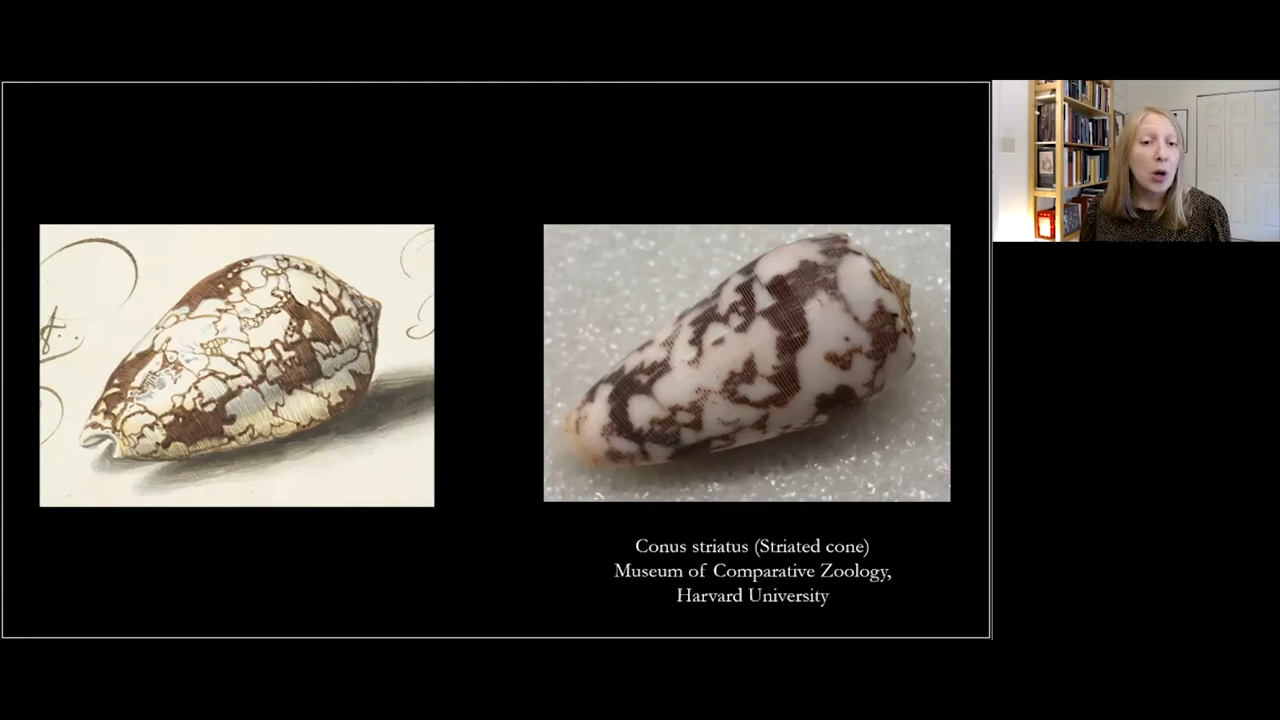 Conus striatus (Striated cone)
Museum of Comparative Zoology,
Harvard University